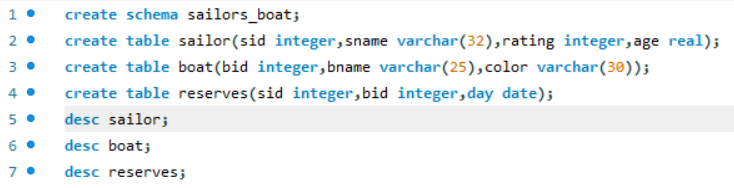 1 create schema sailors_boat;
2 create table sailor(sid integer,sname varchar(32),rating integer,age real);
3 create table boat(bid integer,bname varchar(25),color varchar(30));
4 create table reserves(sid integer,bid integer,day date);
5 desc sailor;
6 desc boat;
7 desc reserves;